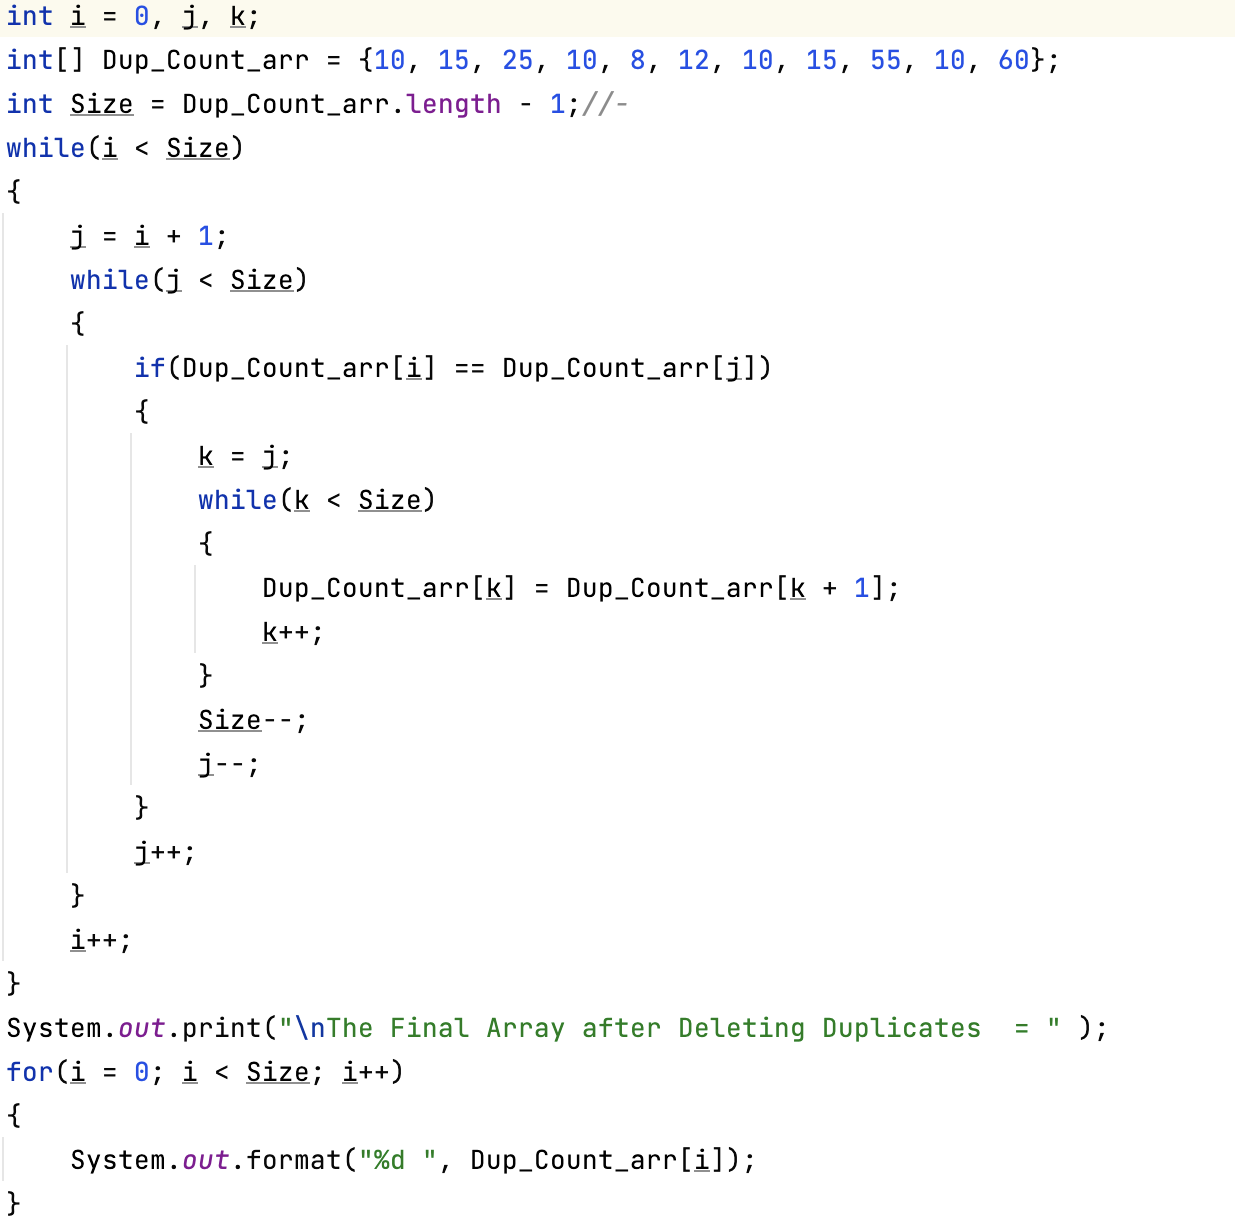 int i = 0, j, k;
int[] Dup_Count_arr = {10, 15, 25, 10, 8, 12, 10, 15, 55, 10, 60};
int Size = Dup_Count_arr.length - 1;//-
while(i < Size)
{
    j = i + 1;
    while(j < Size)
    {
        if(Dup_Count_arr[i] == Dup_Count_arr[j])
        {
            k = j;
            while(k < Size)
            {
                Dup_Count_arr[k] = Dup_Count_arr[k + 1];
                k++;
            }
            Size--;
            j--;
        }
        j++;
    }
    i++;
}
System.out.print("\nThe Final Array after Deleting Duplicates  = " );
for(i = 0; i < Size; i++)
{
    System.out.format("%d ", Dup_Count_arr[i]);
}